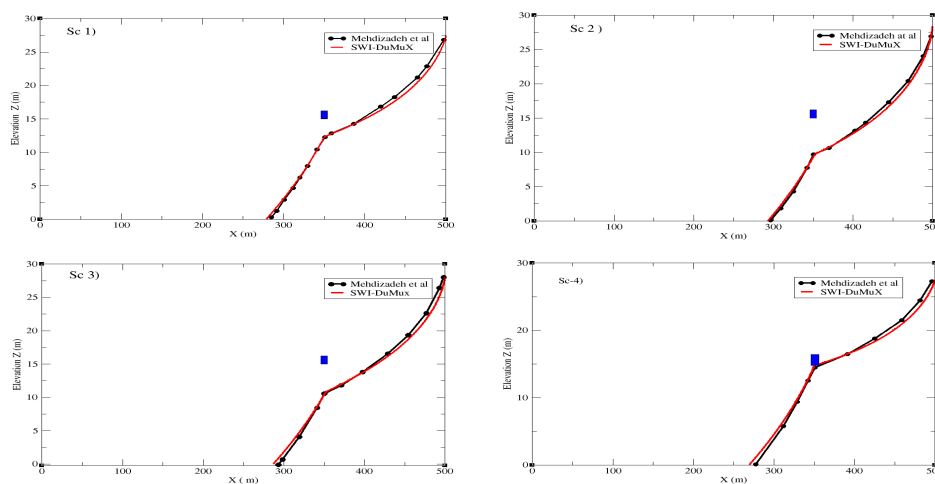 Sc 1)
Mehdizadeh et al
SWI-DuMuX
Elevation Z (m)
30
25
20
15
10
5
0
0
100
200
300
400
500
X (m)
Sc 2 )
Mehdizadeh at al
SWI-DuMuX
Elevation Z (m)
30
25
20
15
10
5
0
0
100
200
300
400
500
X (m)
Sc 3)
Mehdizadeh et al
SWI-DuMux
Elevation Z (m)
30
25
20
15
10
5
0
0
100
200
300
400
500
X (m)
Sc-4)
Mehdizadeh et al
SWI-DuMuX
Elevation Z (m)
30
20
10
0
0
100
200
300
400
500
X (m)